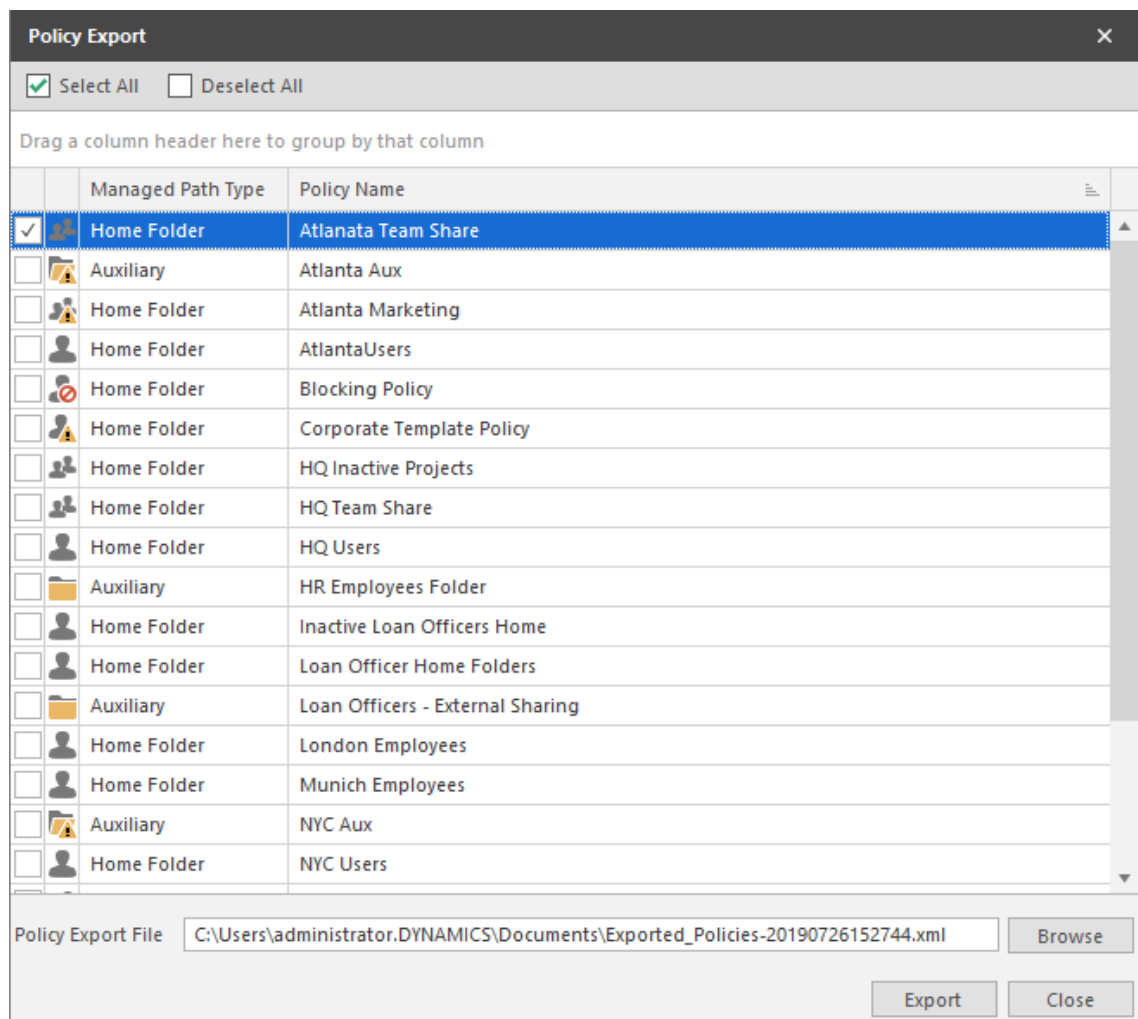 Policy Export
Select All Deselect All
Drag a column header here to group by that column
Managed Path Type Policy Name
Home Folder Atlanata Team Share
Auxiliary Atlanta Aux
Home Folder Atlanta Marketing
Home Folder AtlantaUsers
Home Folder Blocking Policy
Home Folder Corporate Template Policy
Home Folder HQ Inactive Projects
Home Folder HQ Team Share
Home Folder HQ Users
Auxiliary HR Employees Folder
Home Folder Inactive Loan Officers Home
Home Folder Loan Officer Home Folders
Auxiliary Loan Officers - External Sharing
Home Folder London Employees
Home Folder Munich Employees
Auxiliary NYC Aux
Home Folder NYC Users
Policy Export File C:\Users\administrator.DYNAMICS\Documents\Exported_Policies-20190726152744.xml Browse
Export Close